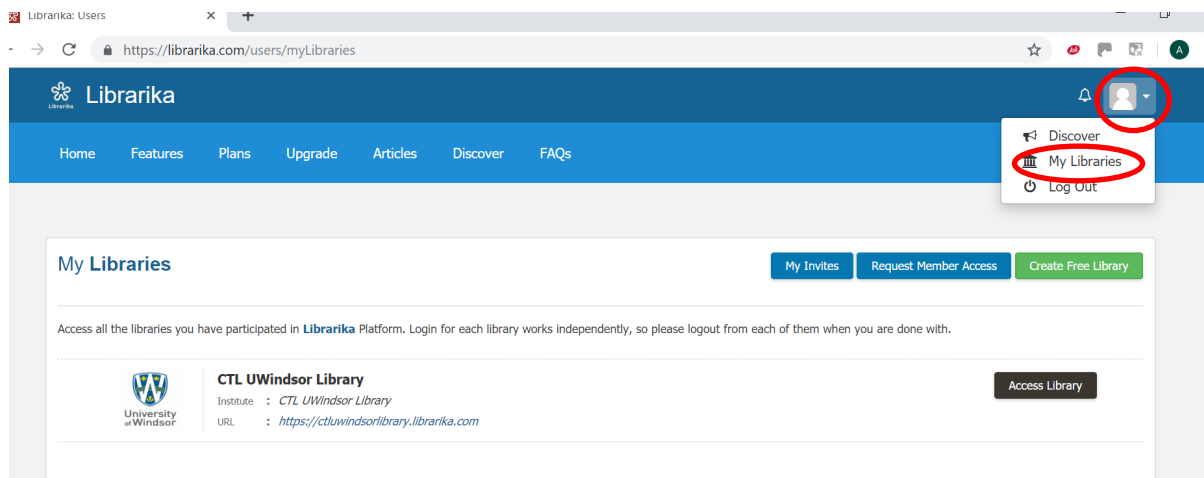 Librarika: Users
https://librarika.com/users/myLibraries
A
Librarika
Librarika
Home Features Plans Upgrade Articles Discover FAQs
Discover
My Libraries
Log Out
My Libraries
My Invites Request Member Access Create Free Library
Access all the libraries you have participated in Librarika Platform. Login for each library works independently, so please logout from each of them when you are done with.
University
of Windsor
CTL UWindsor Library
Institute : CTL UWindsor Library
URL : https://ctluwindsorlibrary.librarika.com
Access Library